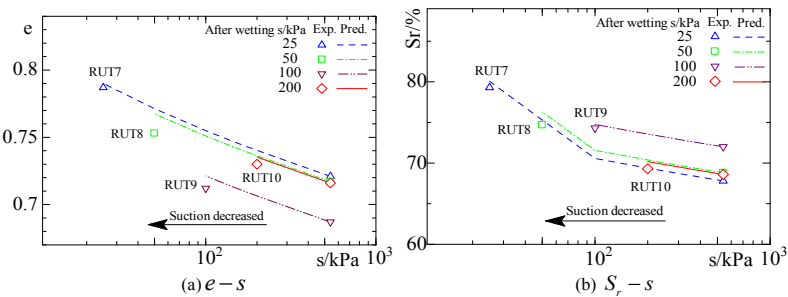 e
After wetting s/kPa Exp. Pred.
25
50
100
200
0.8
0.75
0.7
RUT7
RUT8
RUT9
RUT10
Suction decreased
10²
s/kPa
10³
(a) e − s
Sr/%
After wetting s/kPa Exp. Pred.
25
50
100
200
80
70
60
RUT7
RUT9
RUT8
RUT10
Suction decreased
10²
s/kPa
10³
(b) Sᵣ − s